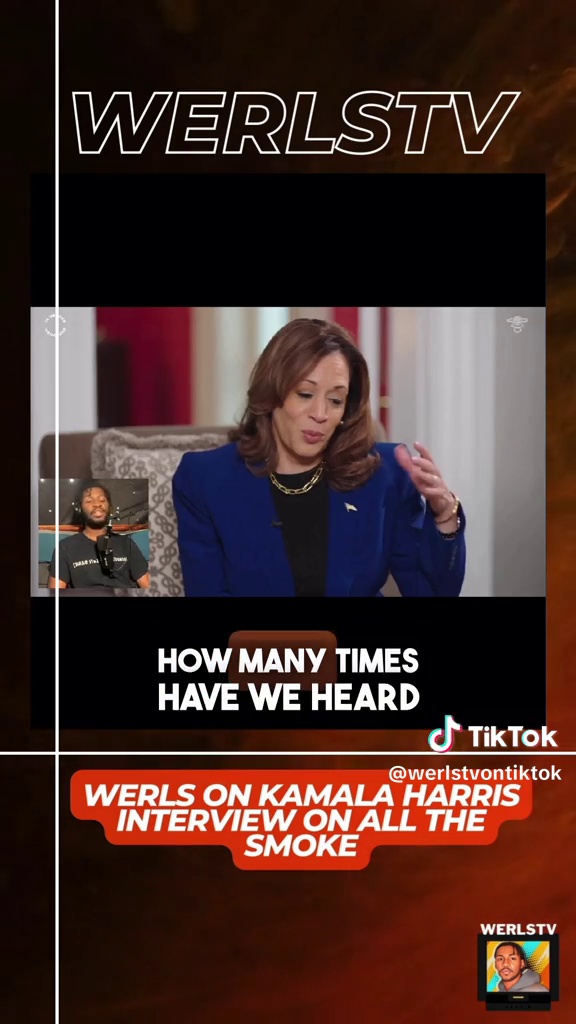 WERLSTV
HOW MANY TIMES
HAVE WE HEARD
TikTok
@werlstvontiktok
WERLS ON KAMALA HARRIS
INTERVIEW ON ALL THE
SMOKE
WERLSTV